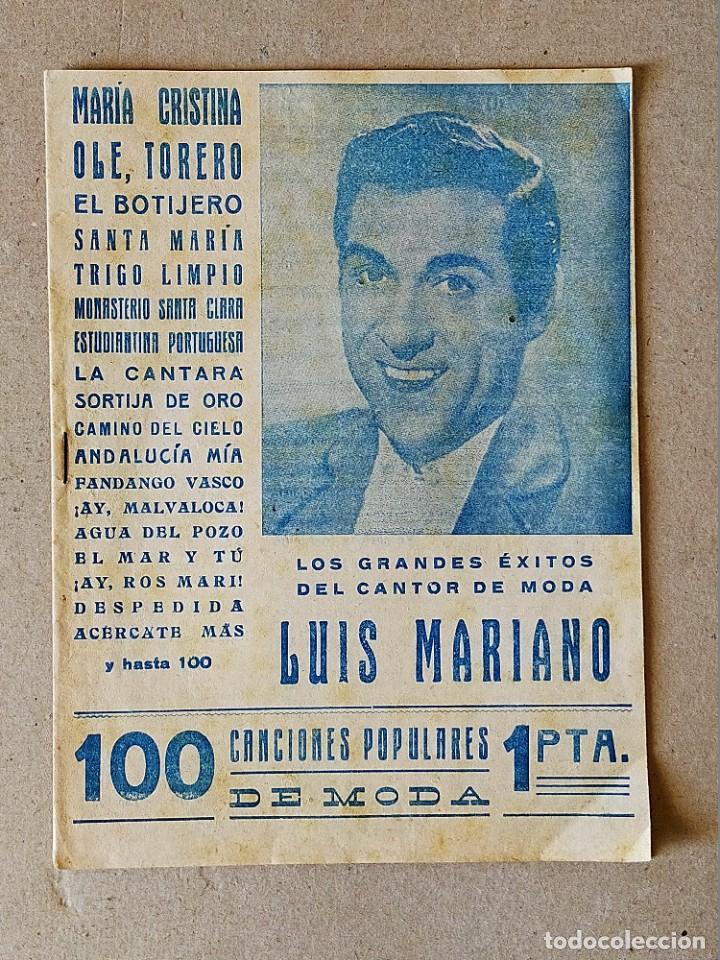 MARÍA CRISTINA
OLE, TORERO
EL BOTIJERO
SANTA MARÍA
TRIGO LIMPIO
MONASTERIO SANTA CLARA
ESTUDIANTINA PORTUGUESA
LA CANTARA
SORTIJA DE ORO
CAMINO DEL CIELO
ANDALUCÍA MÍA
FANDANGO VASCO
¡AY, MALVALOCA!
AGUA DEL POZO
EL MAR Y TÚ
¡AY, ROS MARI!
DESPEDIDA
ACÉRCATE MÁS
y hasta 100
LOS GRANDES ÉXITOS
DEL CANTOR DE MODA
LUIS MARIANO
100 CANCIONES POPULARES 1 PTA.
DE MODA
todocoleccion